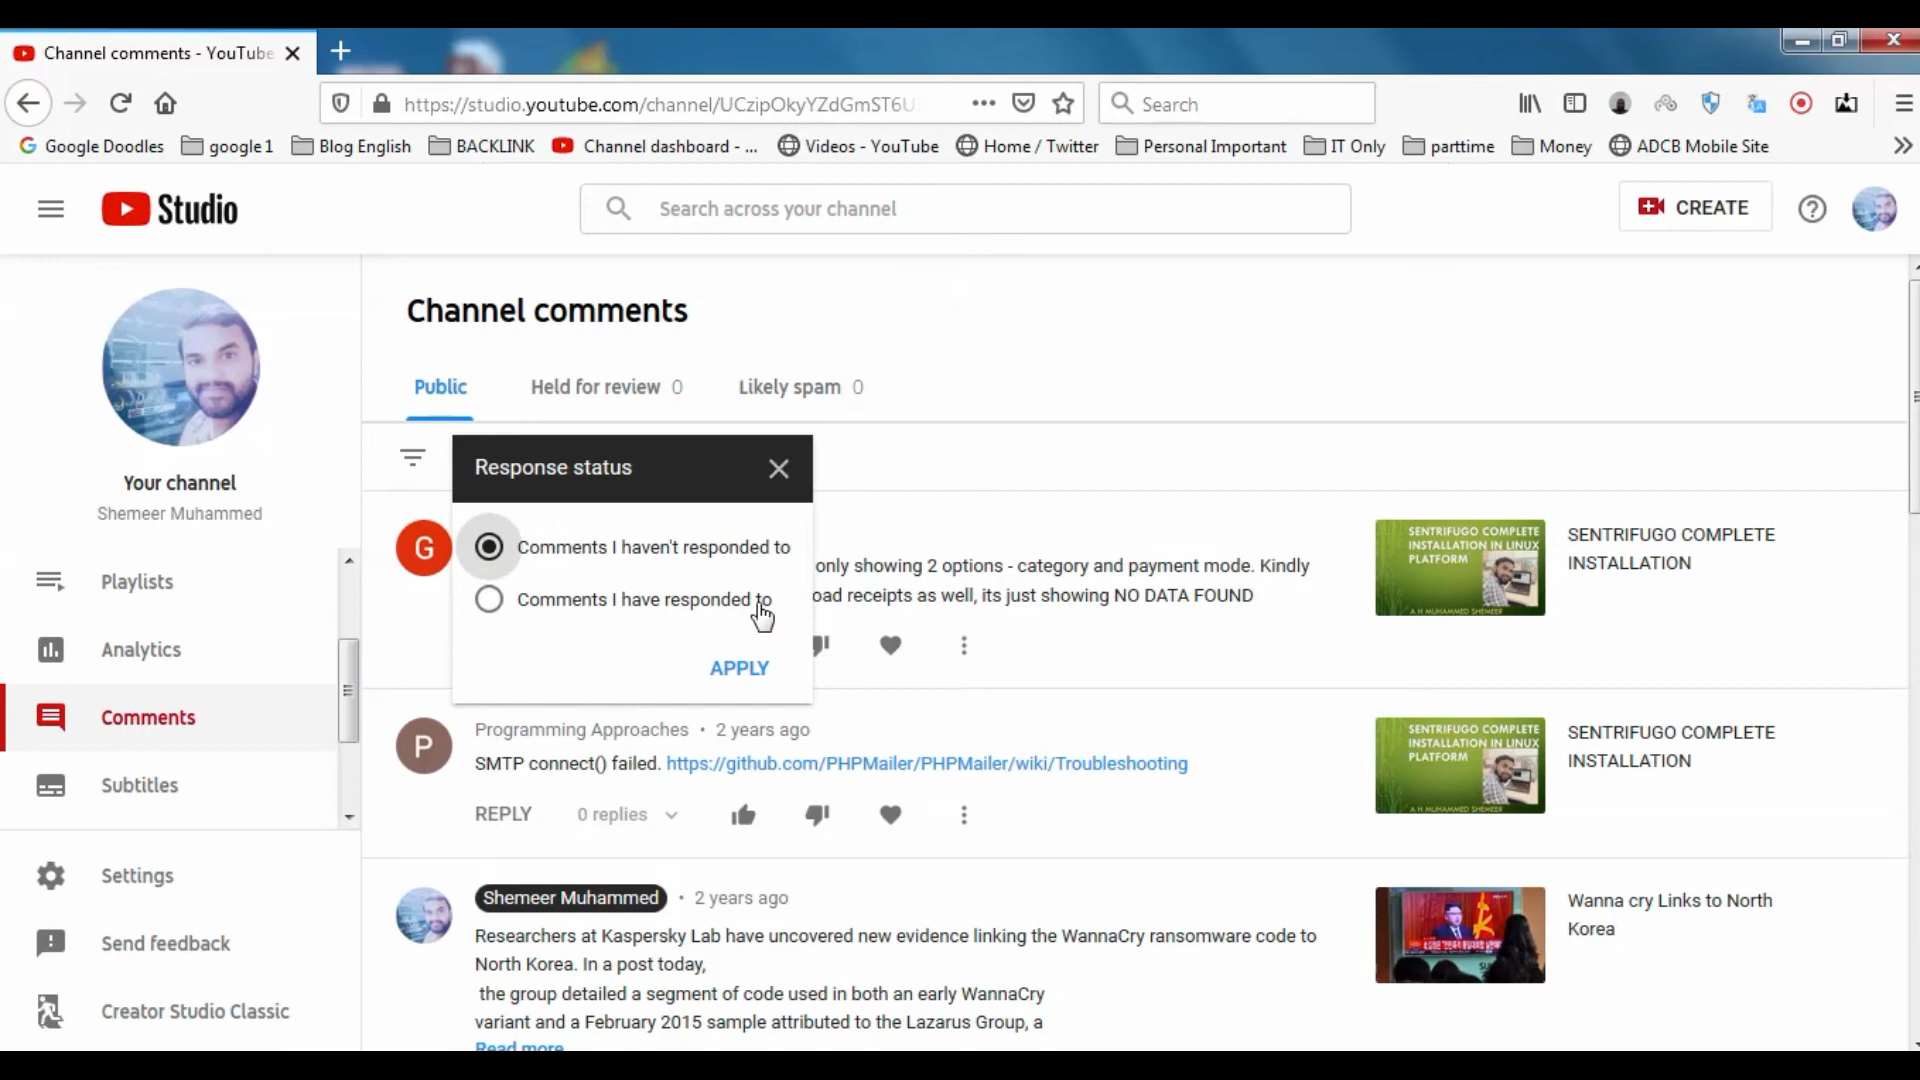 Channel comments - YouTube
https://studio.youtube.com/channel/UCzipOkyYZdGmST6U
Search
Google Doodles google1 Blog English BACKLINK Channel dashboard - ... Videos - YouTube Home / Twitter Personal Important IT Only parttime Money ADCB Mobile Site
Studio
Search across your channel
CREATE
Your channel
Shemeer Muhammed
Playlists
Analytics
Comments
Subtitles
Settings
Send feedback
Creator Studio Classic
Channel comments
Public Held for review 0 Likely spam 0
Response status
Comments I haven't responded to
Comments I have responded to
APPLY
G
only showing 2 options - category and payment mode. Kindly
oad receipts as well, its just showing NO DATA FOUND
SENTRIFUGO COMPLETE
INSTALLATION IN LINUX
PLATFORM
A H MUHAMMED SHEMEER
SENTRIFUGO COMPLETE
INSTALLATION
P
Programming Approaches • 2 years ago
SMTP connect() failed. https://github.com/PHPMailer/PHPMailer/wiki/Troubleshooting
REPLY 0 replies
SENTRIFUGO COMPLETE
INSTALLATION IN LINUX
PLATFORM
A H MUHAMMED SHEMEER
SENTRIFUGO COMPLETE
INSTALLATION
Shemeer Muhammed • 2 years ago
Researchers at Kaspersky Lab have uncovered new evidence linking the WannaCry ransomware code to
North Korea. In a post today,
the group detailed a segment of code used in both an early WannaCry
variant and a February 2015 sample attributed to the Lazarus Group, a
Read more
Wanna cry Links to North
Korea